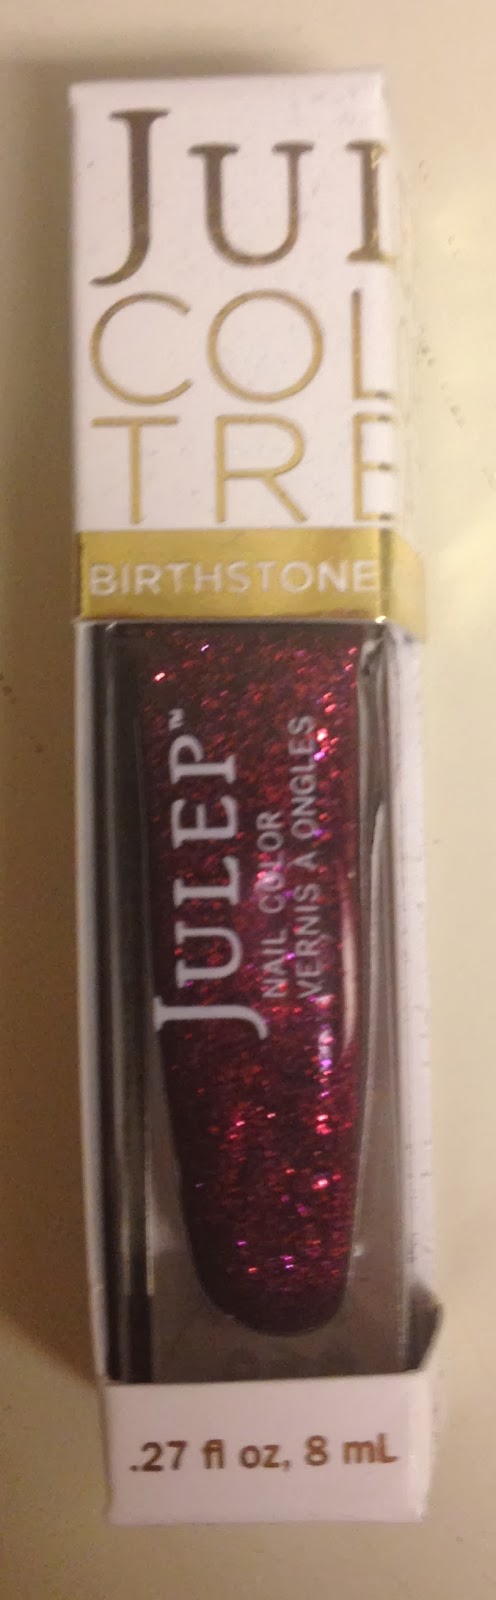 JUL
COL
TRE
BIRTHSTONE
JULEP™
NAIL COLOR
VERNIS À ONGLES
.27 fl oz, 8 mL